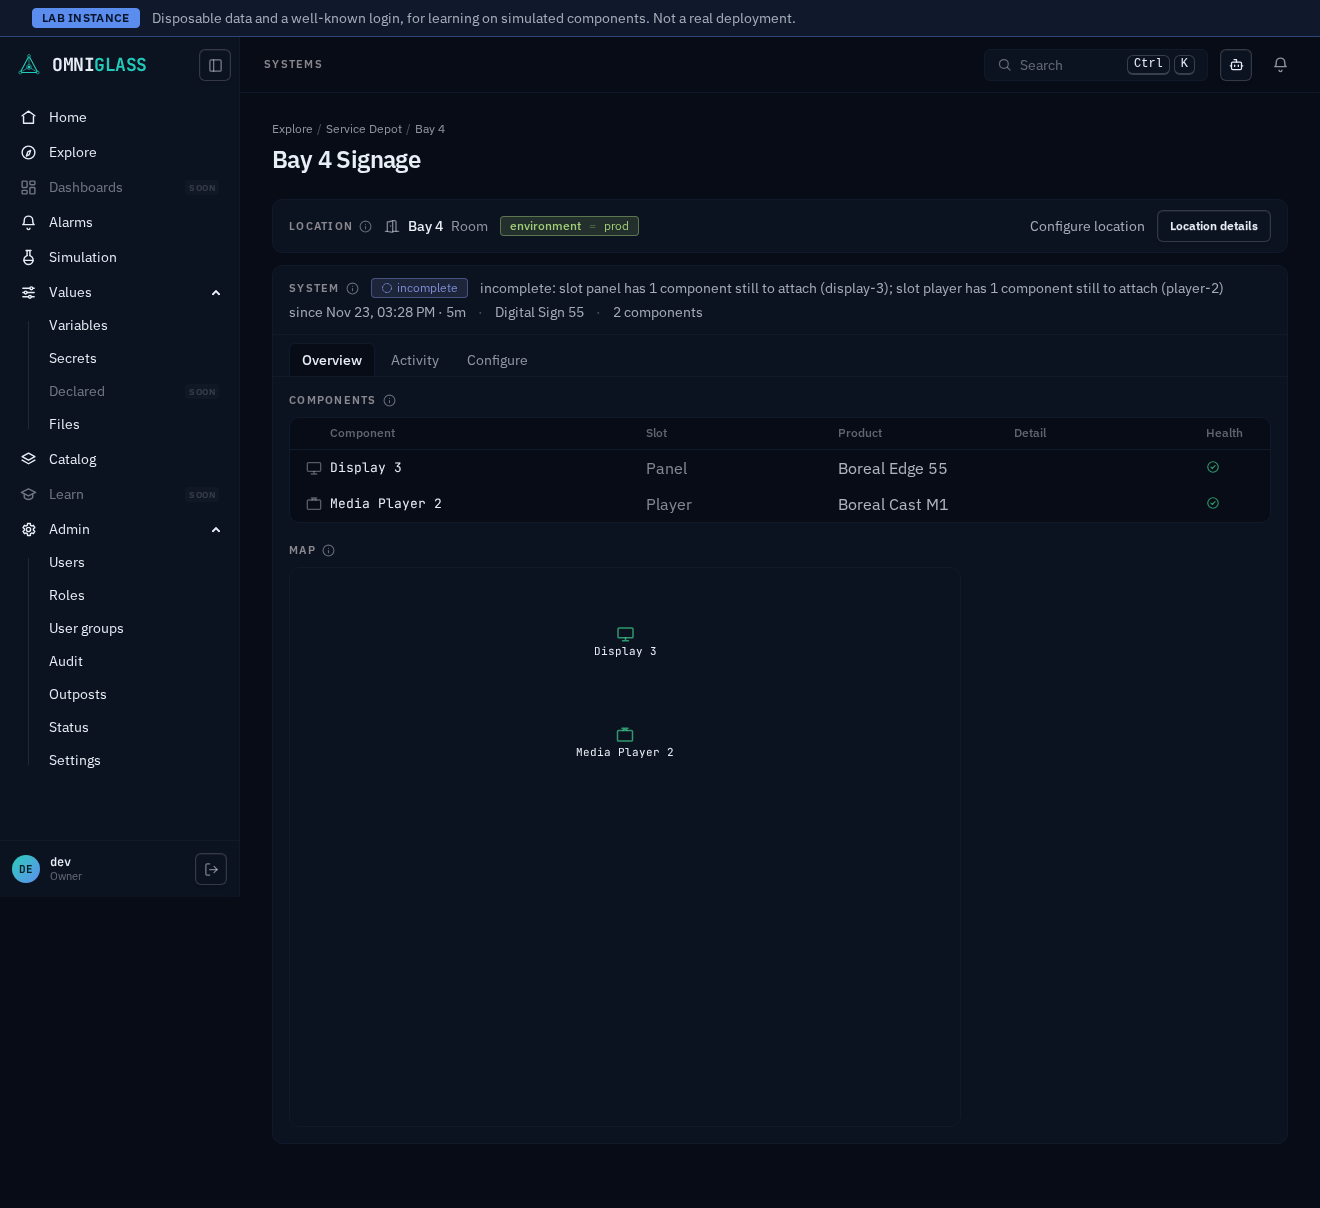 LAB INSTANCE Disposable data and a well-known login, for learning on simulated components. Not a real deployment.
OMNIGLASS
SYSTEMS
Search Ctrl K
Home
Explore
Dashboards SOON
Alarms
Simulation
Values
Variables
Secrets
Declared SOON
Files
Catalog
Learn SOON
Admin
Users
Roles
User groups
Audit
Outposts
Status
Settings
DE dev
Owner
Explore / Service Depot / Bay 4
Bay 4 Signage
LOCATION Bay 4 Room environment = prod Configure location Location details
SYSTEM incomplete incomplete: slot panel has 1 component still to attach (display-3); slot player has 1 component still to attach (player-2)
since Nov 23, 03:28 PM · 5m · Digital Sign 55 · 2 components
Overview Activity Configure
COMPONENTS
Component Slot Product Detail Health
Display 3 Panel Boreal Edge 55
Media Player 2 Player Boreal Cast M1
MAP
Display 3
Media Player 2